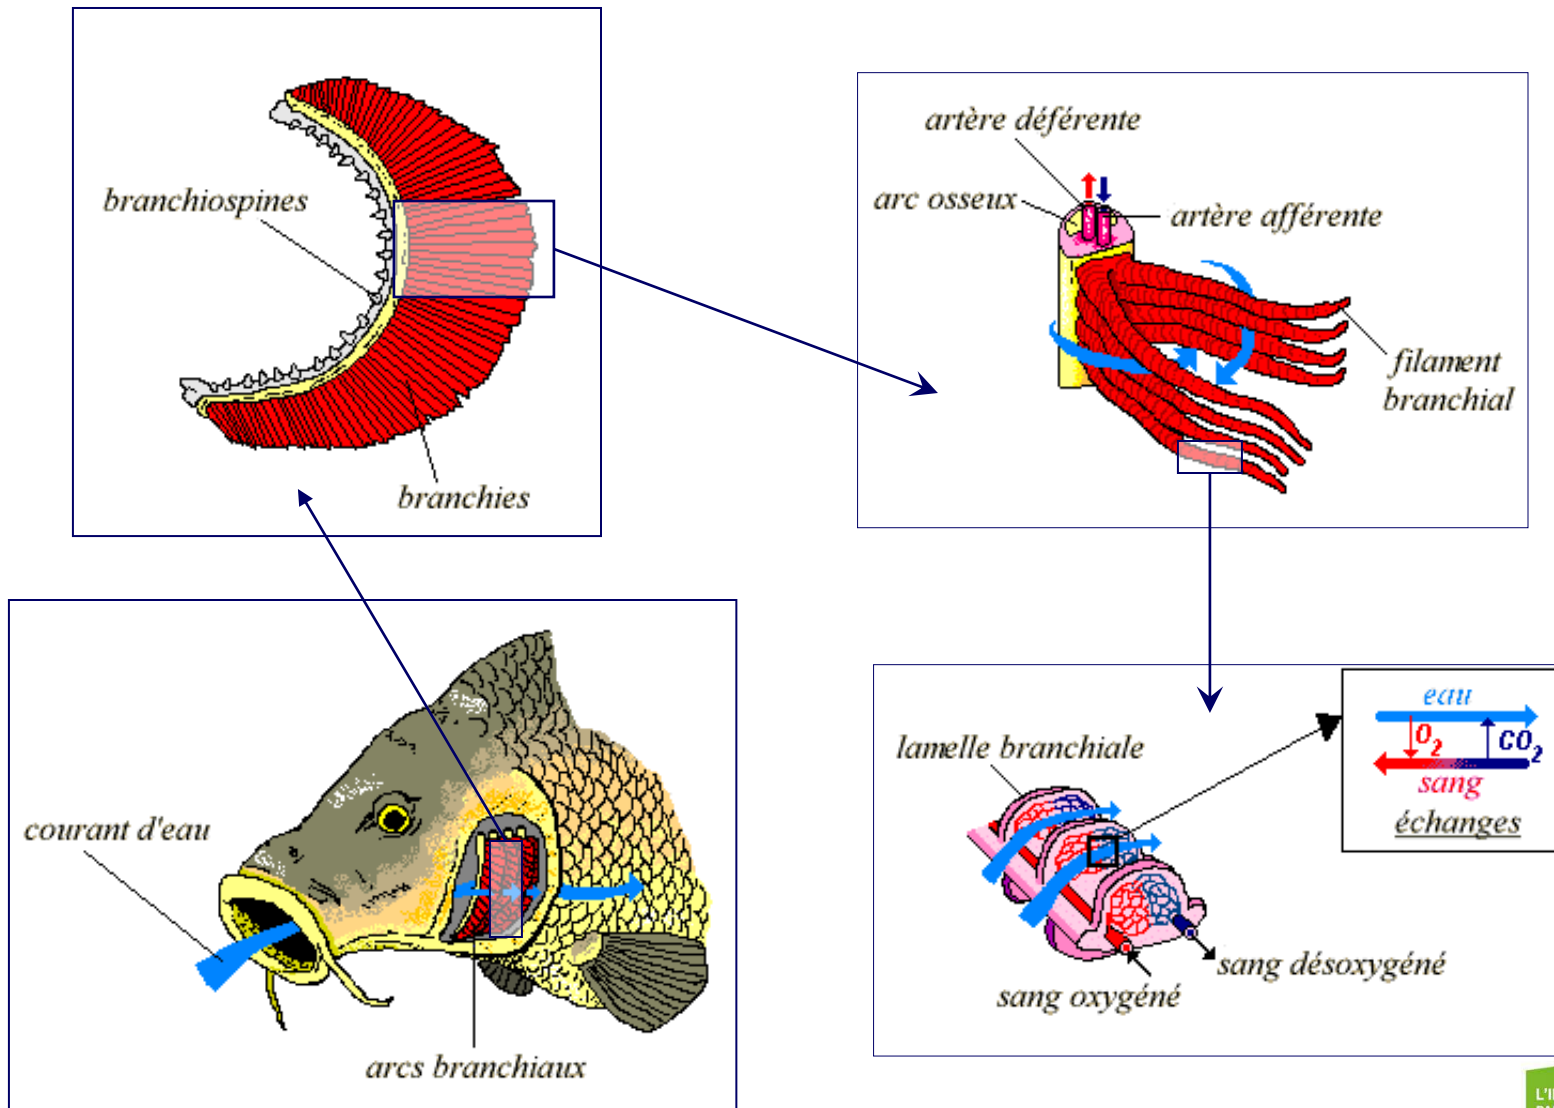 branchiospines
branchies
artère déférente
arc osseux
artère afférente
filament
branchial
courant d'eau
arcs branchiaux
lamelle branchiale
eau
O2
CO2
sang
échanges
sang désoxygéné
sang oxygéné